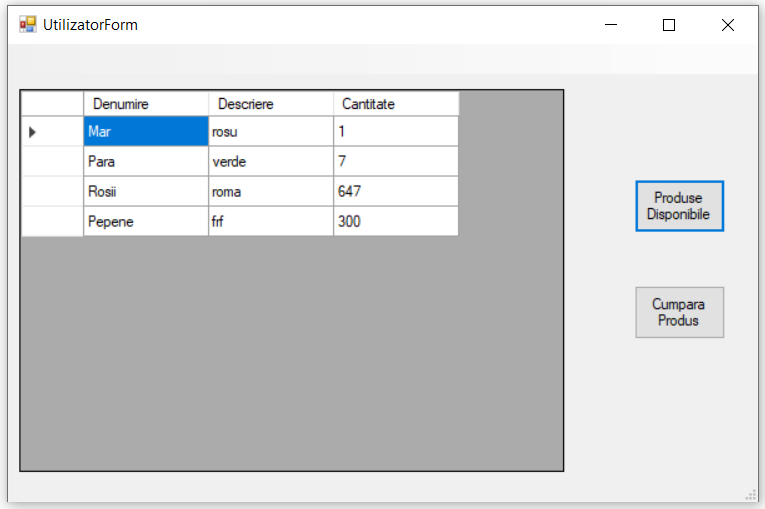 UtilizatorForm
Denumire Descriere Cantitate
Mar rosu 1
Para verde 7
Rosii roma 647
Pepene frf 300
Produse
Disponibile
Cumpara
Produs